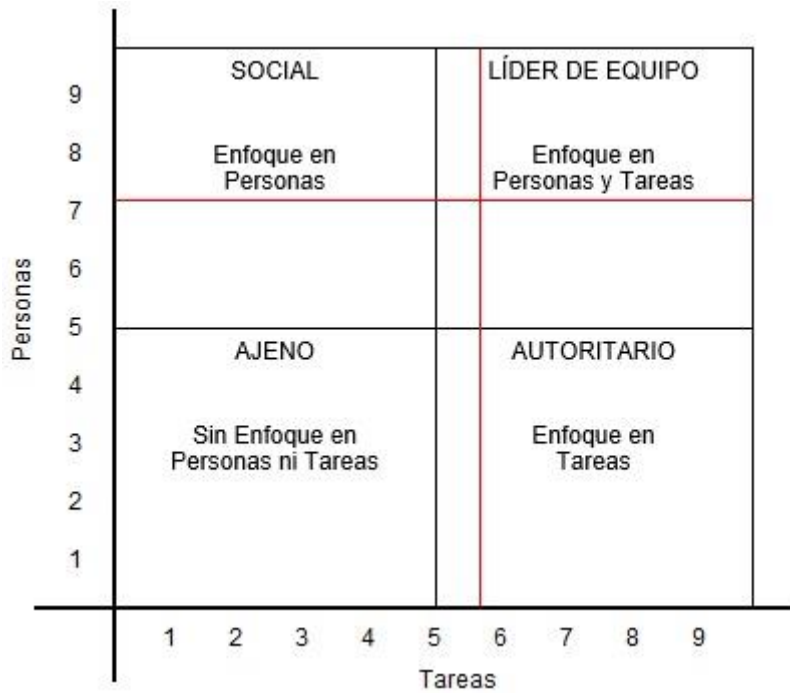 SOCIAL
LÍDER DE EQUIPO
9
8
Enfoque en
Personas
Enfoque en
Personas y Tareas
7
6
Personas
5
AJENO
AUTORITARIO
4
3
Sin Enfoque en
Personas ni Tareas
Enfoque en
Tareas
2
1
1 2 3 4 5 6 7 8 9
Tareas